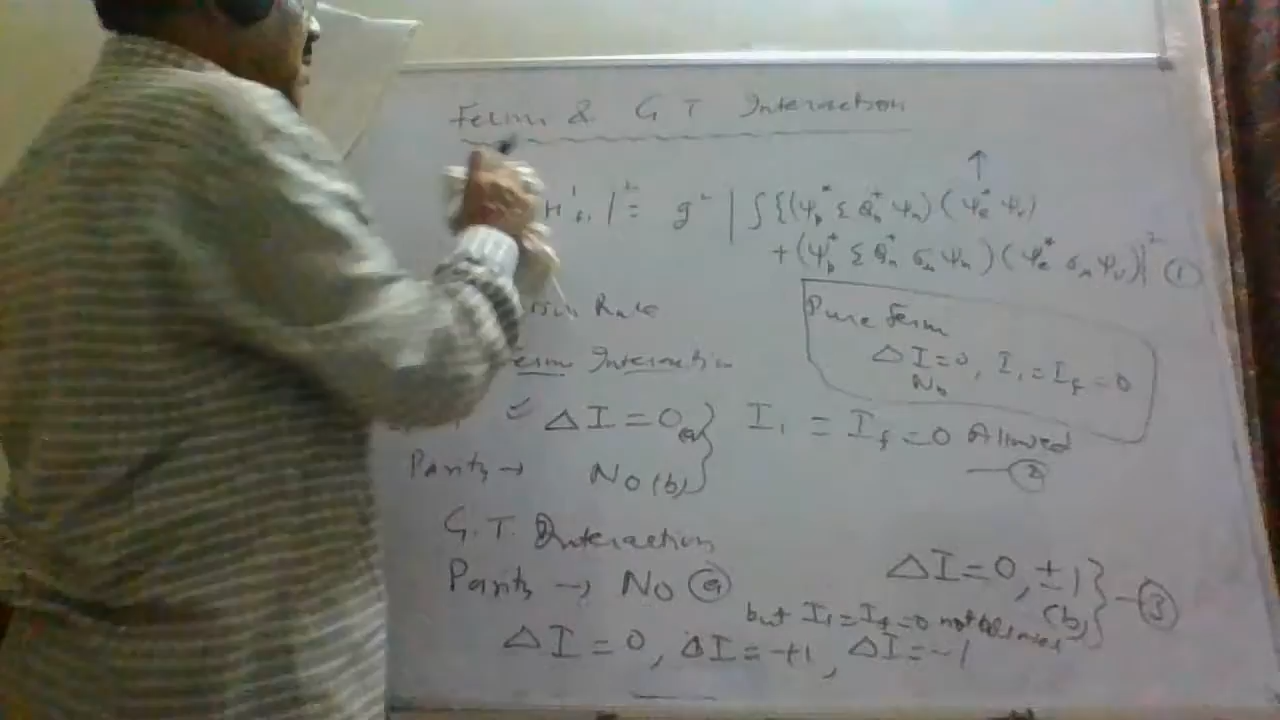 Fermi & G T Interaction
↑
H'fi |² = g² | ∫ {(ψp* Σ Qn⁺ ψn) (ψe* ψν)
+ (ψp* Σ Qn⁺ σn ψn) (ψe* σn ψν)}|² ①
Rule
Pure Fermi
ΔI=0, Ii=If=0
No
Fermi Interaction
ΔI=0 (a) } Ii = If =0 Allowed
Parity → No (b) — ②
G. T. Interaction
Parity → No ⓐ ΔI=0, ±1 } — ③
but Ii=If=0 not allowed (b)
ΔI=0, ΔI=+1, ΔI=-1